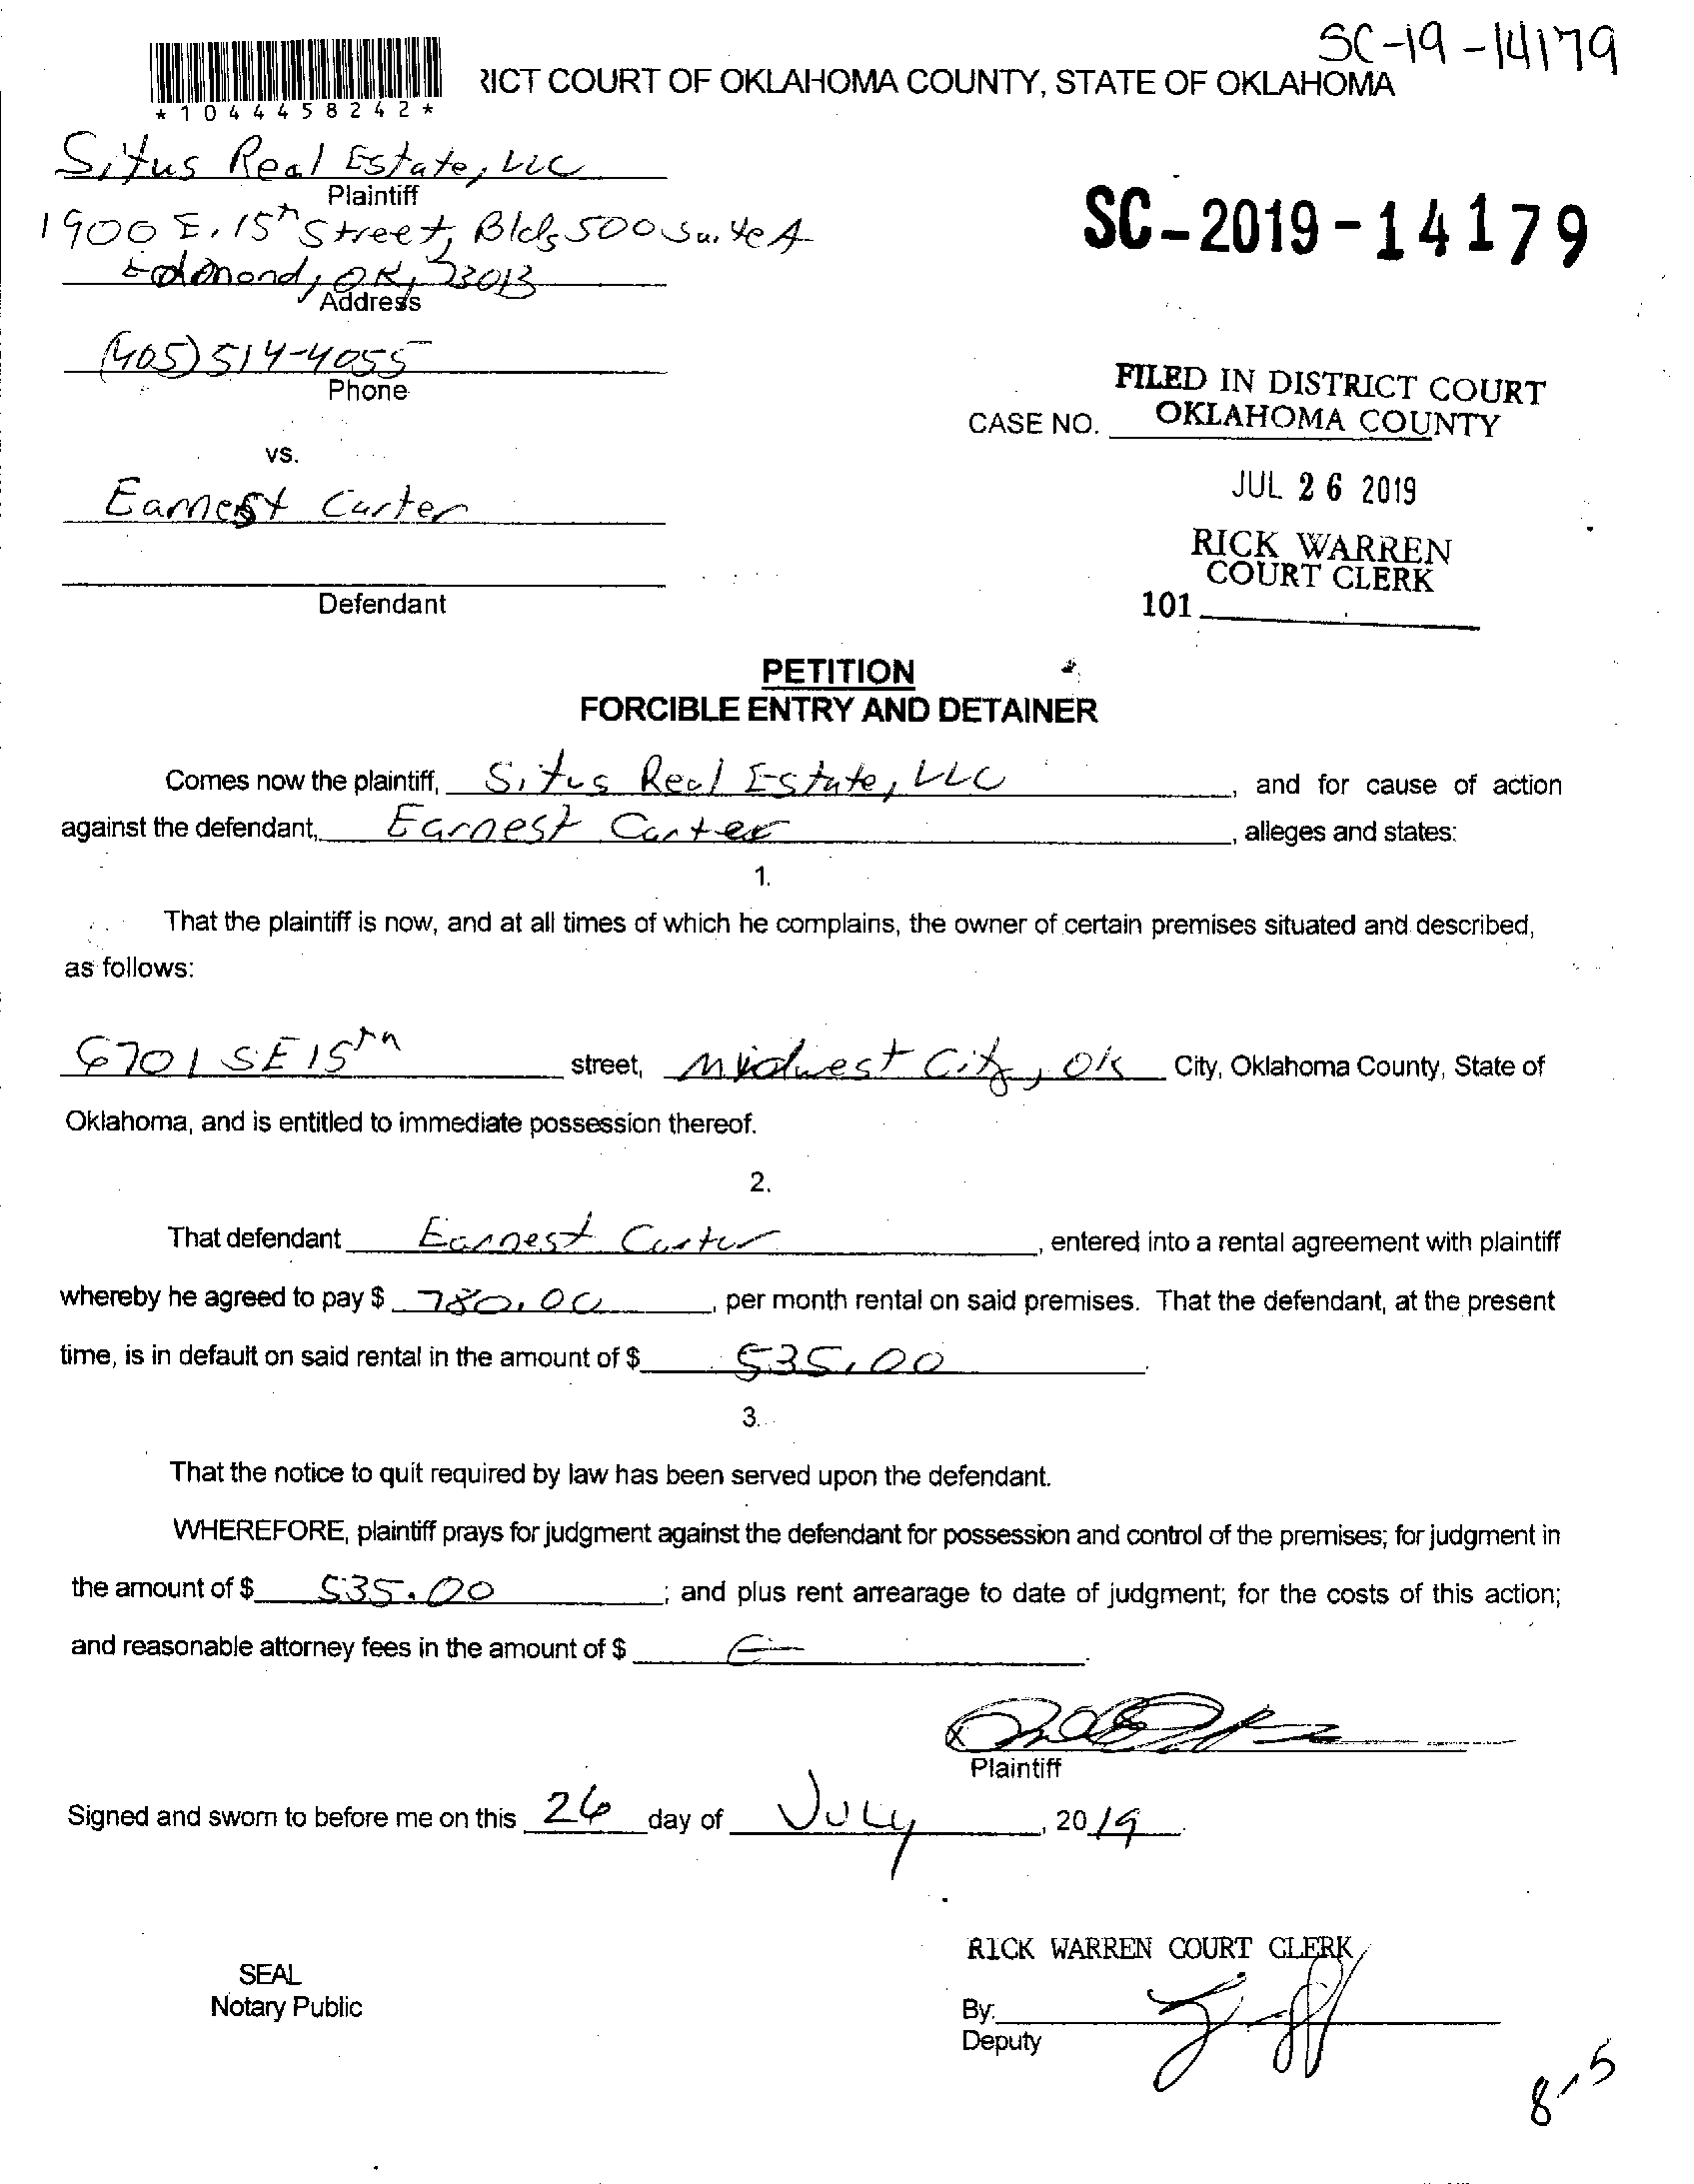 SC-19-14179
RICT COURT OF OKLAHOMA COUNTY, STATE OF OKLAHOMA
*1044458242*
Situs Real Estate, LLC
Plaintiff
1900 E. 15th Street, Bldg 500 Suite A
SC-2019-14179
Edmond, OK, 73013
Address
(405) 514-4055
Phone
FILED IN DISTRICT COURT
CASE NO. OKLAHOMA COUNTY
vs.
JUL 26 2019
Earnest Carter
RICK WARREN
COURT CLERK
Defendant
101
PETITION
FORCIBLE ENTRY AND DETAINER
Comes now the plaintiff, Situs Real Estate, LLC, and for cause of action
against the defendant, Earnest Carter, alleges and states:
1.
That the plaintiff is now, and at all times of which he complains, the owner of certain premises situated and described,
as follows:
6701 SE 15th street, Midwest City, OK City, Oklahoma County, State of
Oklahoma, and is entitled to immediate possession thereof.
2.
That defendant Earnest Carter, entered into a rental agreement with plaintiff
whereby he agreed to pay $ 780.00, per month rental on said premises. That the defendant, at the present
time, is in default on said rental in the amount of $ 535.00.
3.
That the notice to quit required by law has been served upon the defendant.
WHEREFORE, plaintiff prays for judgment against the defendant for possession and control of the premises; for judgment in
the amount of $ 535.00; and plus rent arrearage to date of judgment; for the costs of this action;
and reasonable attorney fees in the amount of $
Plaintiff
Signed and sworn to before me on this 26 day of July, 2019.
RICK WARREN COURT CLERK
SEAL
Notary Public
By:
Deputy
8-5